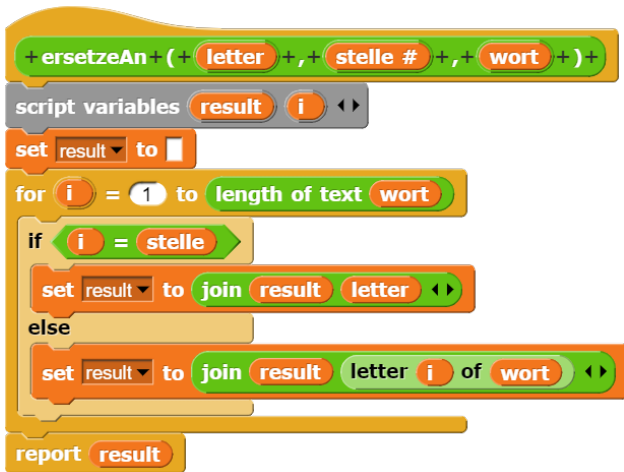 +ersetzeAn+(+ letter +,+ stelle # +,+ wort +)+
script variables result i
set result to
for i = 1 to length of text wort
if i = stelle
set result to join result letter
else
set result to join result letter i of wort
report result